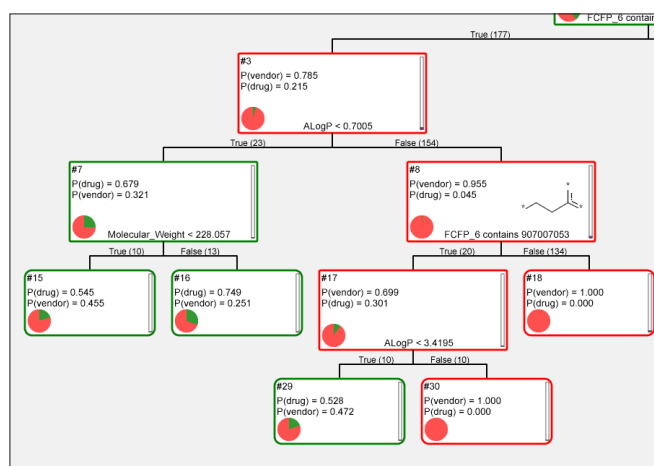 FCFP_6 contains
True (177)
#3
P(vendor) = 0.785
P(drug) = 0.215
ALogP < 0.7005
True (23)
False (154)
#7
P(drug) = 0.679
P(vendor) = 0.321
Molecular_Weight < 228.057
#8
P(vendor) = 0.955
P(drug) = 0.045
FCFP_6 contains 907007053
True (10)
False (13)
True (20)
False (134)
#15
P(drug) = 0.545
P(vendor) = 0.455
#16
P(drug) = 0.749
P(vendor) = 0.251
#17
P(vendor) = 0.699
P(drug) = 0.301
ALogP < 3.4195
#18
P(vendor) = 1.000
P(drug) = 0.000
True (10)
False (10)
#29
P(drug) = 0.528
P(vendor) = 0.472
#30
P(vendor) = 1.000
P(drug) = 0.000